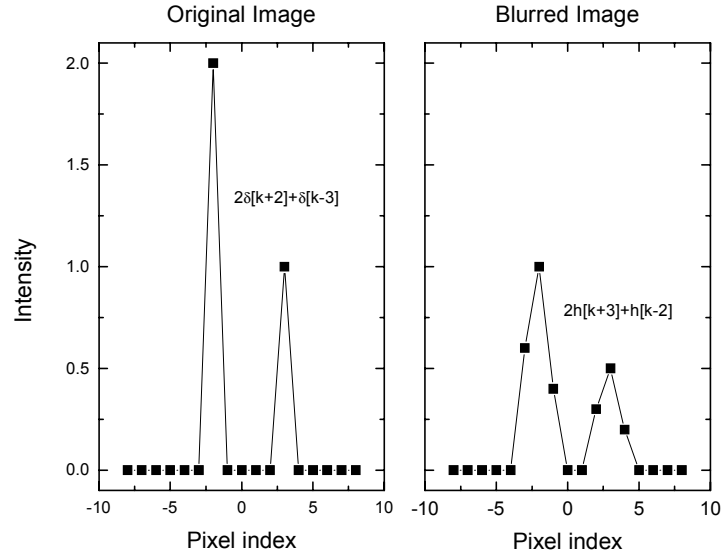 Original Image
Blurred Image
2.0
1.5
1.0
0.5
0.0
Intensity
2δ[k+2]+δ[k-3]
2h[k+3]+h[k-2]
-10 -5 0 5 10
-10 -5 0 5 10
Pixel index
Pixel index